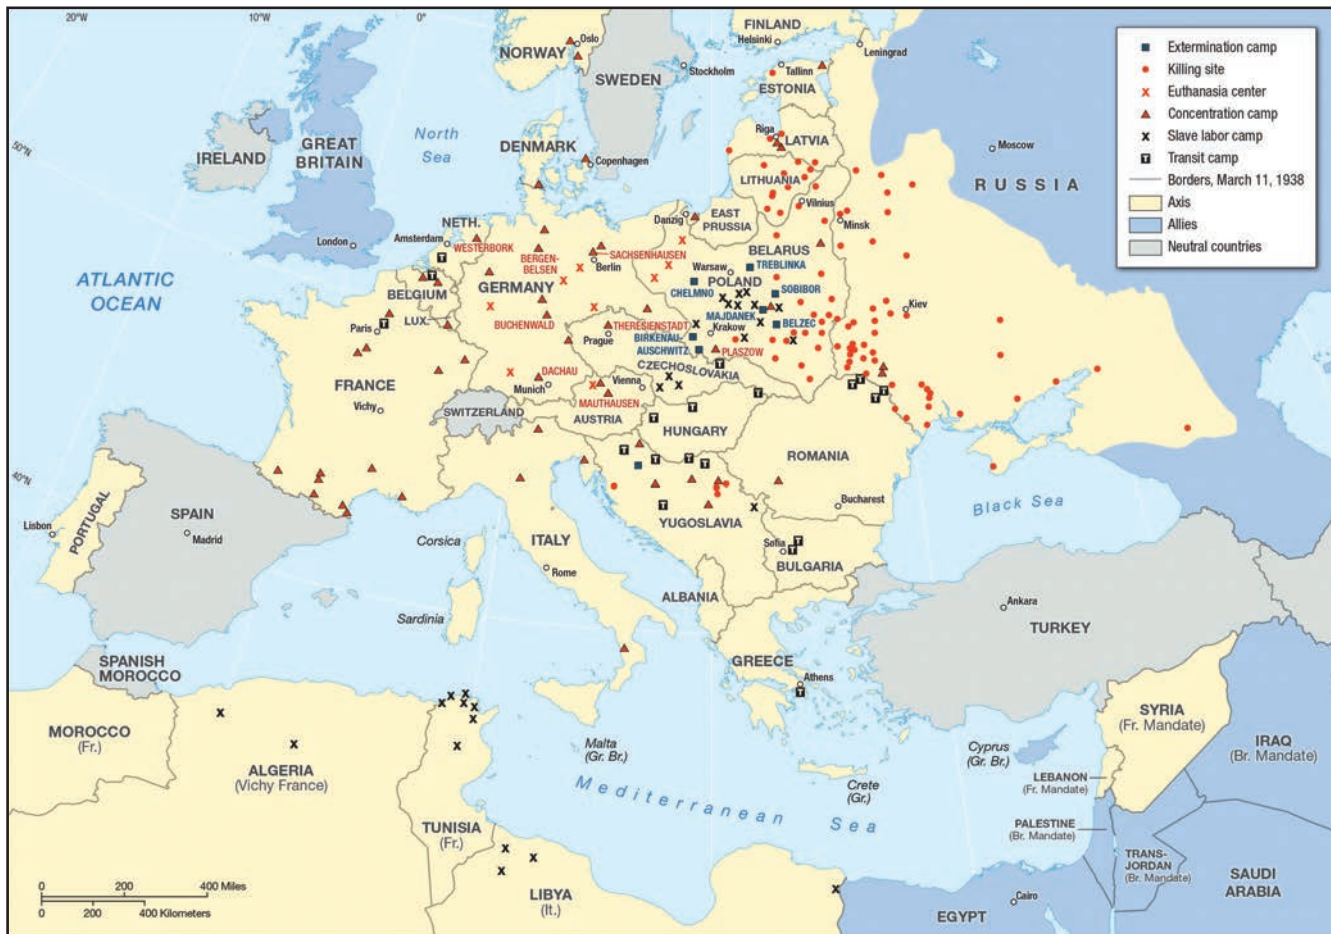 20°W
10°W
0°
50°N
40°N
Extermination camp
Killing site
Euthanasia center
Concentration camp
Slave labor camp
Transit camp
Borders, March 11, 1938
Axis
Allies
Neutral countries
FINLAND
Helsinki
Leningrad
NORWAY
Oslo
SWEDEN
Stockholm
Tallinn
ESTONIA
Riga
LATVIA
Moscow
RUSSIA
North
Sea
DENMARK
Copenhagen
IRELAND
GREAT
BRITAIN
London
LITHUANIA
Vilnius
Danzig
EAST
PRUSSIA
Minsk
BELARUS
NETH.
Amsterdam
WESTERBORK
BERGEN-
BELSEN
SACHSENHAUSEN
Berlin
Warsaw
TREBLINKA
ATLANTIC
OCEAN
BELGIUM
GERMANY
CHELMNO
POLAND
SOBIBOR
Kiev
LUX.
BUCHENWALD
MAJDANEK
BELZEC
Paris
THERESIENSTADT
Prague
Krakow
BIRKENAU-
AUSCHWITZ
PLASZOW
CZECHOSLOVAKIA
FRANCE
DACHAU
Munich
Vienna
MAUTHAUSEN
Vichy
SWITZERLAND
AUSTRIA
HUNGARY
ROMANIA
Bucharest
Black Sea
PORTUGAL
Lisbon
SPAIN
Madrid
Corsica
ITALY
Rome
YUGOSLAVIA
Sofia
BULGARIA
ALBANIA
Sardinia
Ankara
TURKEY
GREECE
Athens
SPANISH
MOROCCO
MOROCCO
(Fr.)
ALGERIA
(Vichy France)
TUNISIA
(Fr.)
Malta
(Gr. Br.)
Mediterranean Sea
Crete
(Gr.)
Cyprus
(Gr. Br.)
SYRIA
(Fr. Mandate)
LEBANON
(Fr. Mandate)
IRAQ
(Br. Mandate)
PALESTINE
(Br. Mandate)
TRANS-
JORDAN
(Br. Mandate)
SAUDI
ARABIA
LIBYA
(It.)
EGYPT
Cairo
0 200 400 Miles
0 200 400 Kilometers